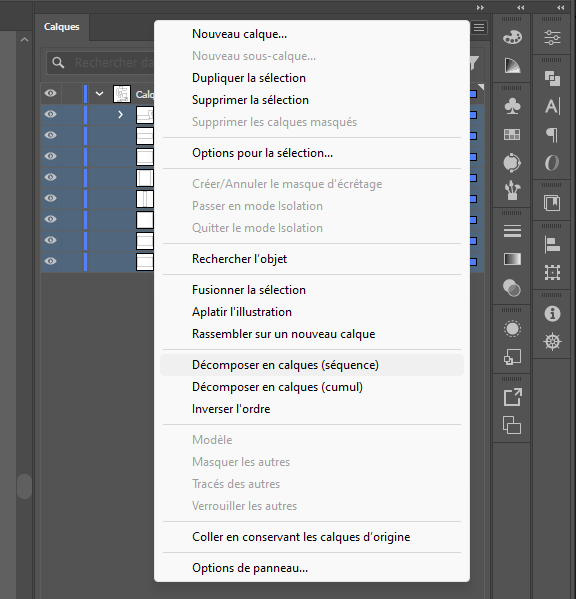 Calques
Nouveau calque...
Rechercher da
Nouveau sous-calque...
Dupliquer la sélection
Calq
Supprimer la sélection
Supprimer les calques masqués
Options pour la sélection...
Créer/Annuler le masque d'écrêtage
Passer en mode Isolation
Quitter le mode Isolation
Rechercher l'objet
Fusionner la sélection
Aplatir l'illustration
Rassembler sur un nouveau calque
Décomposer en calques (séquence)
Décomposer en calques (cumul)
Inverser l'ordre
Modèle
Masquer les autres
Tracés des autres
Verrouiller les autres
Coller en conservant les calques d'origine
Options de panneau...